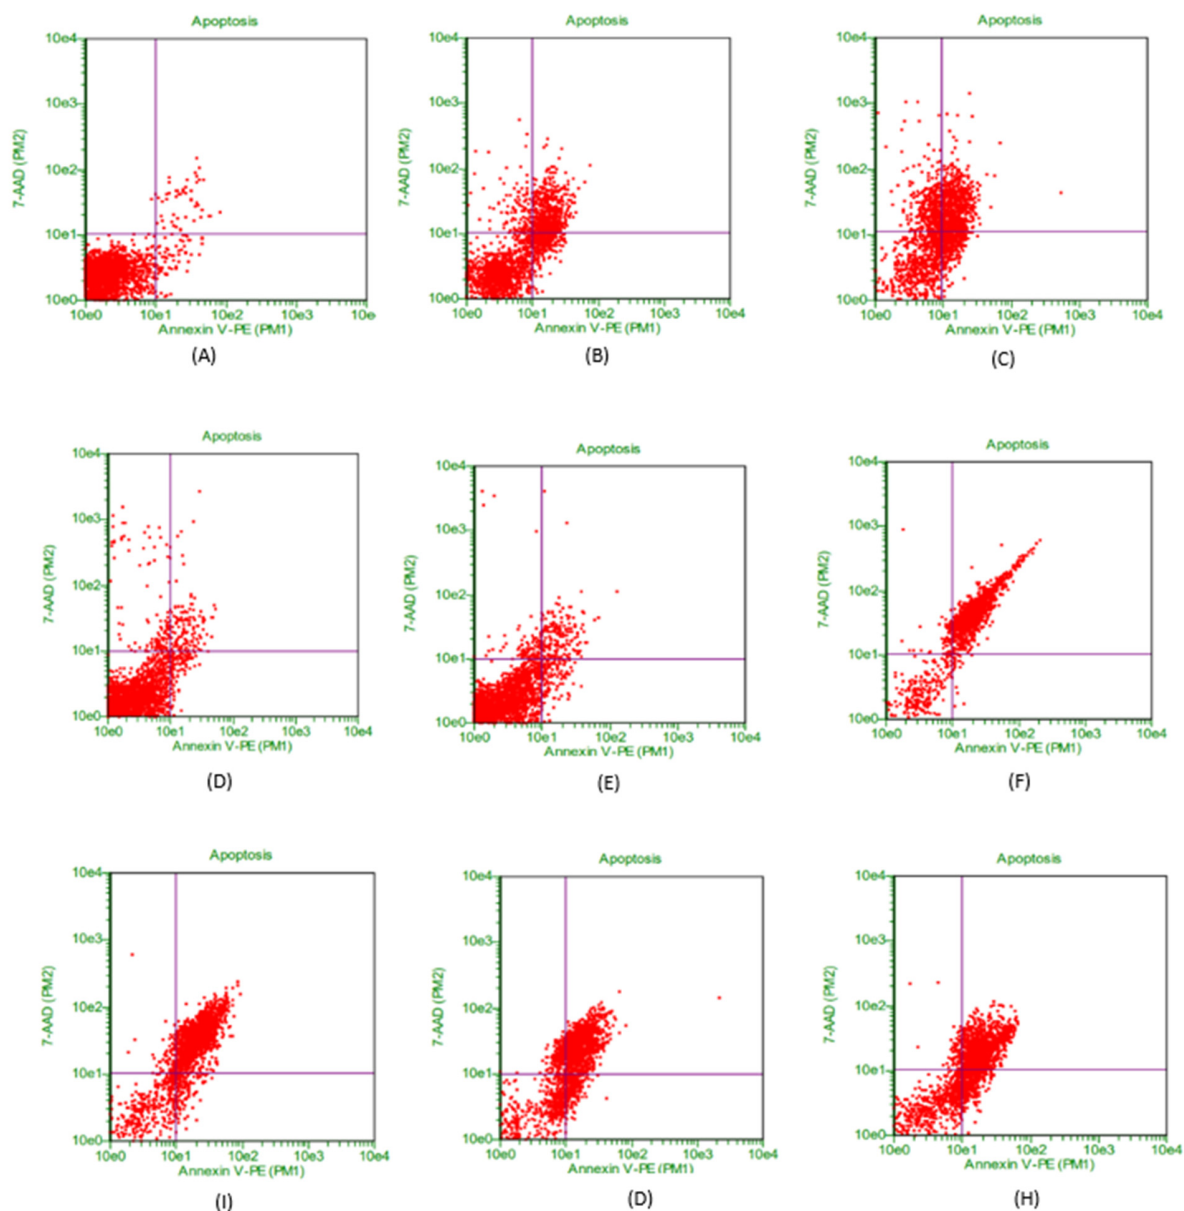 Apoptosis
10e4
10e3
10e2
10e1
10e0
7-AAD (PM2)
10e0 10e1 10e2 10e3 10e
Annexin V-PE (PM1)
(A)
Apoptosis
10e4
10e3
10e2
10e1
10e0
7-AAD (PM2)
10e0 10e1 10e2 10e3 10e4
Annexin V-PE (PM1)
(B)
Apoptosis
10e4
10e3
10e2
10e1
10e0
7-AAD (PM2)
10e0 10e1 10e2 10e3 10e4
Annexin V-PE (PM1)
(C)
Apoptosis
10e4
10e3
10e2
10e1
10e0
7-AAD (PM2)
10e0 10e1 10e2 10e3 10e4
Annexin V-PE (PM1)
(D)
Apoptosis
10e4
10e3
10e2
10e1
10e0
7-AAD (PM2)
10e0 10e1 10e2 10e3 10e4
Annexin V-PE (PM1)
(E)
Apoptosis
10e4
10e3
10e2
10e1
10e0
7-AAD (PM2)
10e0 10e1 10e2 10e3 10e4
Annexin V-PE (PM1)
(F)
Apoptosis
10e4
10e3
10e2
10e1
10e0
7-AAD (PM2)
10e0 10e1 10e2 10e3 10e4
Annexin V-PE (PM1)
(I)
Apoptosis
10e4
10e3
10e2
10e1
10e0
7-AAD (PM2)
10e0 10e1 10e2 10e3 10e4
Annexin V-PE (PM1)
(D)
Apoptosis
10e4
10e3
10e2
10e1
10e0
7-AAD (PM2)
10e0 10e1 10e2 10e3 10e4
Annexin V-PE (PM1)
(H)